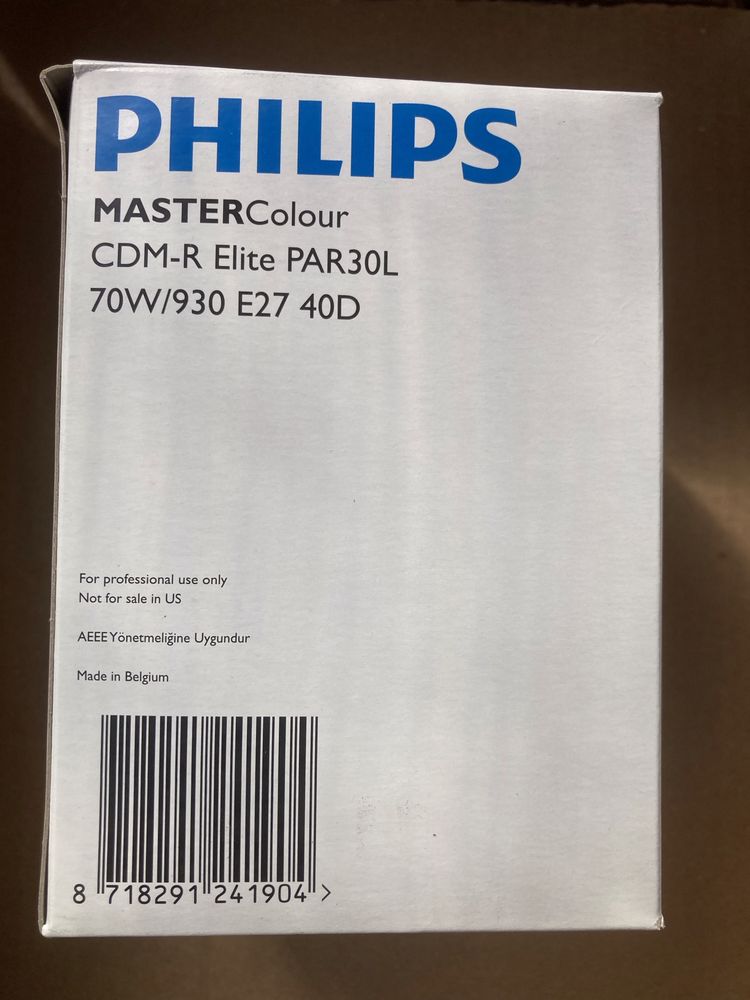 PHILIPS
MASTERColour
CDM-R Elite PAR30L
70W/930 E27 40D
For professional use only
Not for sale in US
AEEE Yönetmeliğine Uygundur
Made in Belgium
8 718291 241904 >